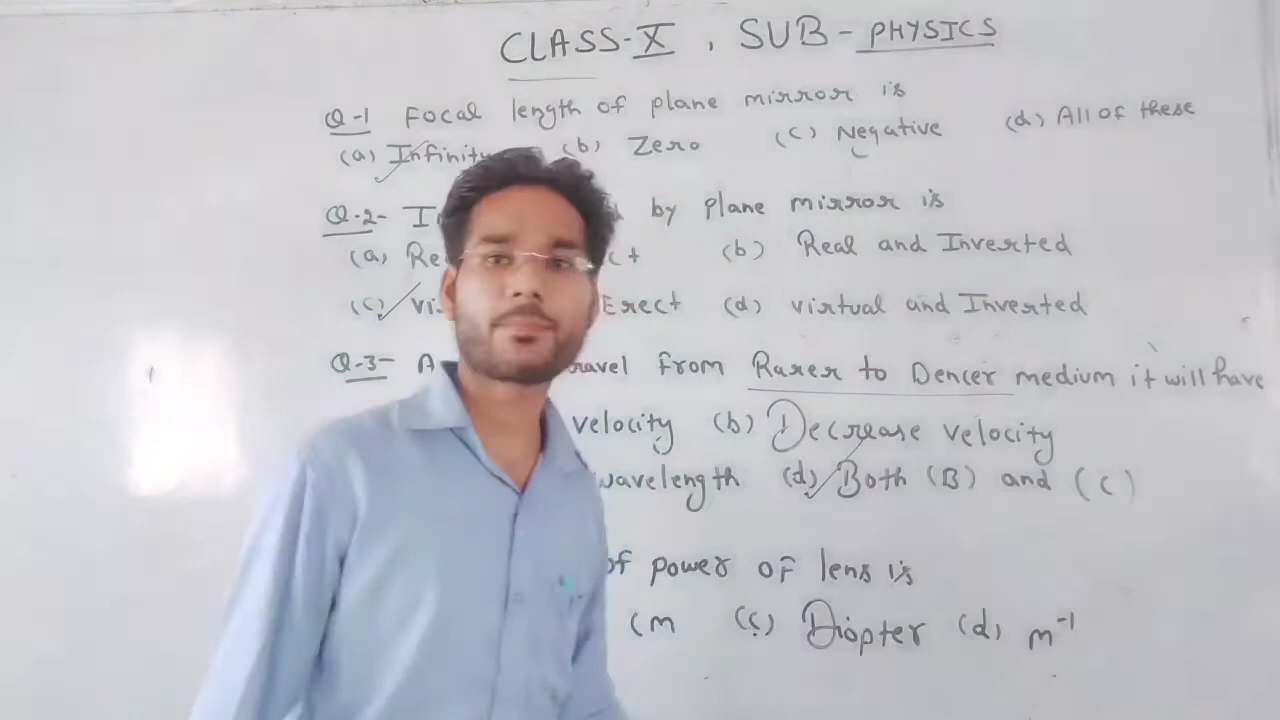 CLASS-X, SUB-PHYSICS
Q-1 Focal length of plane mirror is
(a) Infinity (b) Zero (c) Negative (d) All of these
Q-2- by plane mirror is
(a) (b) Real and Inverted
(c) Erect (d) virtual and Inverted
Q-3- from Rarer to Dencer medium it will have
velocity (b) Decrease velocity
wavelength (d) Both (B) and (C)
of power of lens is
cm (c) Diopter (d) m⁻¹